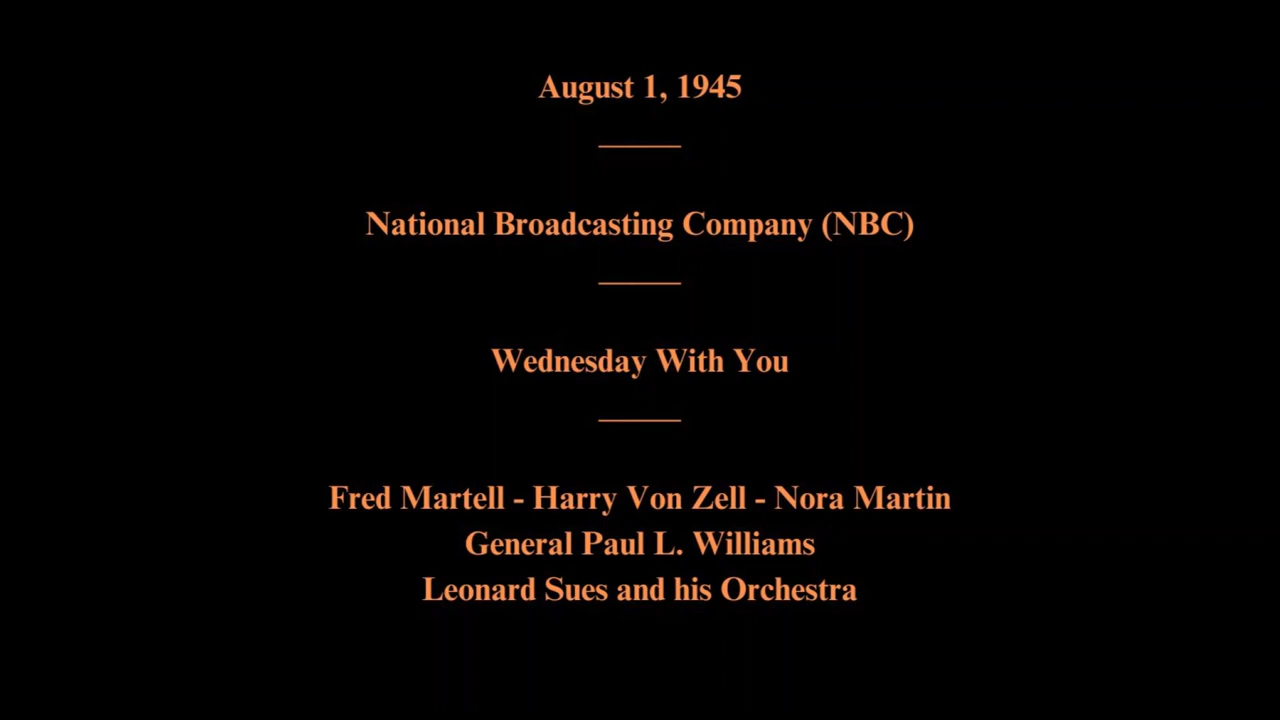 August 1, 1945
National Broadcasting Company (NBC)
Wednesday With You
Fred Martell - Harry Von Zell - Nora Martin
General Paul L. Williams
Leonard Sues and his Orchestra